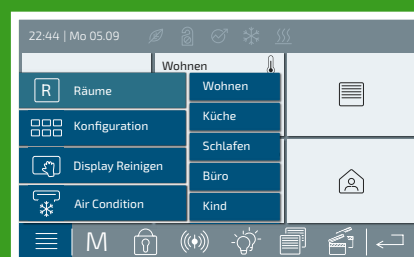 22:44 | Mo 05.09
Wohnen
R Räume
Konfiguration
Display Reinigen
Air Condition
Wohnen
Küche
Schlafen
Büro
Kind
M